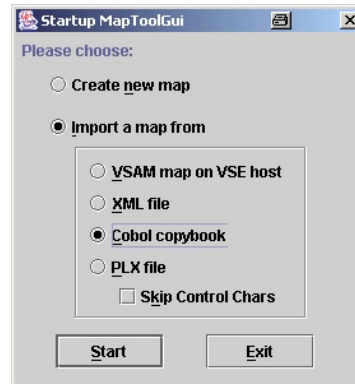 Startup MapToolGui
Please choose:
Create new map
Import a map from
VSAM map on VSE host
XML file
Cobol copybook
PLX file
Skip Control Chars
Start
Exit